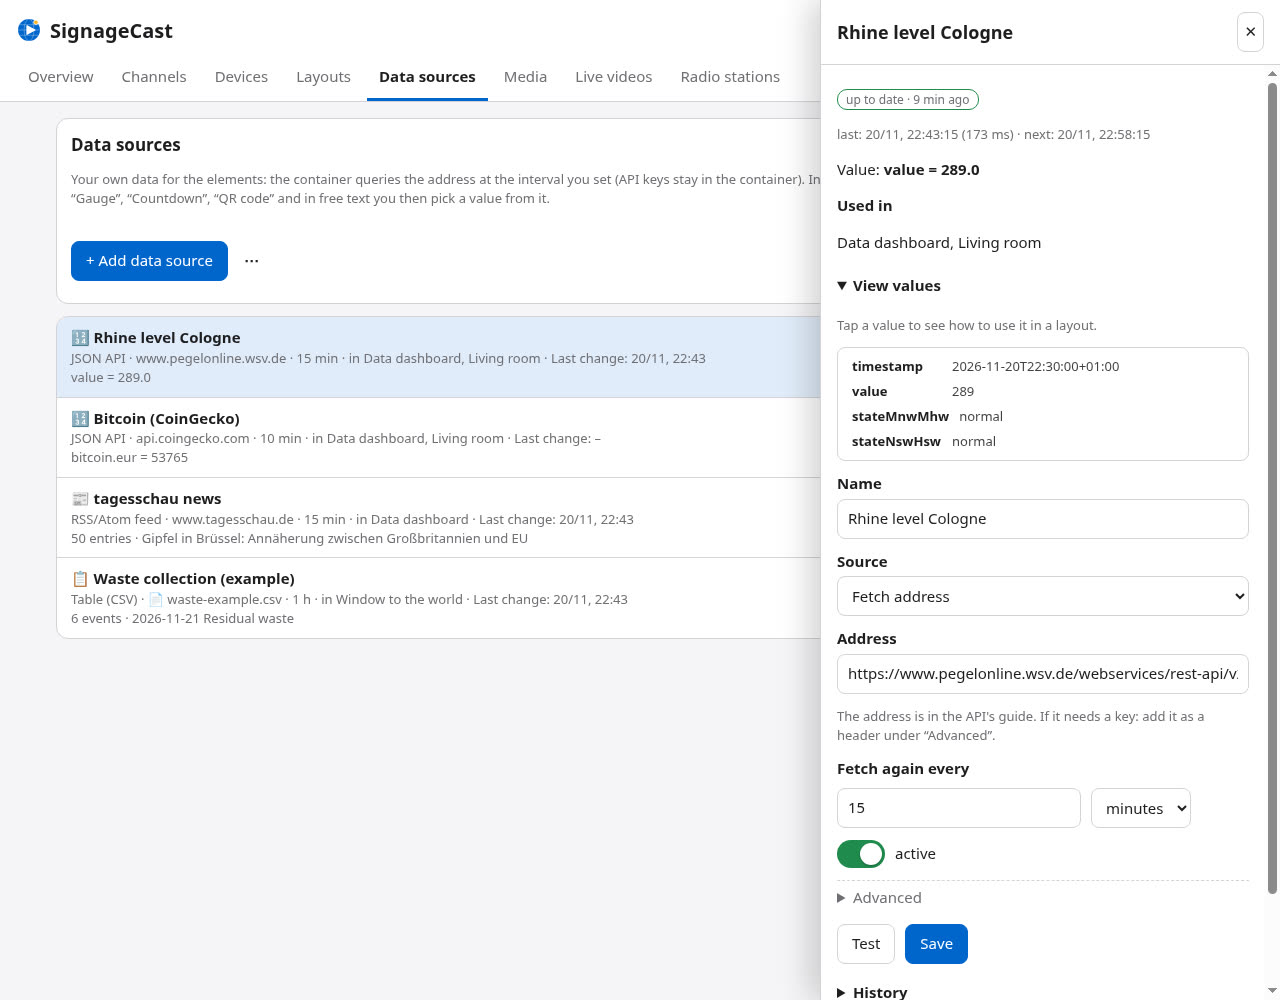 SignageCast
Overview Channels Devices Layouts Data sources Media Live videos Radio stations
Data sources
Your own data for the elements: the container queries the address at the interval you set (API keys stay in the container). In
“Gauge”, “Countdown”, “QR code” and in free text you then pick a value from it.
+ Add data source ···
Rhine level Cologne
JSON API · www.pegelonline.wsv.de · 15 min · in Data dashboard, Living room · Last change: 20/11, 22:43
value = 289.0
Bitcoin (CoinGecko)
JSON API · api.coingecko.com · 10 min · in Data dashboard, Living room · Last change: –
bitcoin.eur = 53765
tagesschau news
RSS/Atom feed · www.tagesschau.de · 15 min · in Data dashboard · Last change: 20/11, 22:43
50 entries · Gipfel in Brüssel: Annäherung zwischen Großbritannien und EU
Waste collection (example)
Table (CSV) · 📄 waste-example.csv · 1 h · in Window to the world · Last change: 20/11, 22:43
6 events · 2026-11-21 Residual waste
Rhine level Cologne ✕
up to date · 9 min ago
last: 20/11, 22:43:15 (173 ms) · next: 20/11, 22:58:15
Value: value = 289.0
Used in
Data dashboard, Living room
▼ View values
Tap a value to see how to use it in a layout.
timestamp 2026-11-20T22:30:00+01:00
value 289
stateMnwMhw normal
stateNswHsw normal
Name
Rhine level Cologne
Source
Fetch address
Address
https://www.pegelonline.wsv.de/webservices/rest-api/v
The address is in the API's guide. If it needs a key: add it as a
header under “Advanced”.
Fetch again every
15 minutes
active
▶ Advanced
Test Save
▶ History